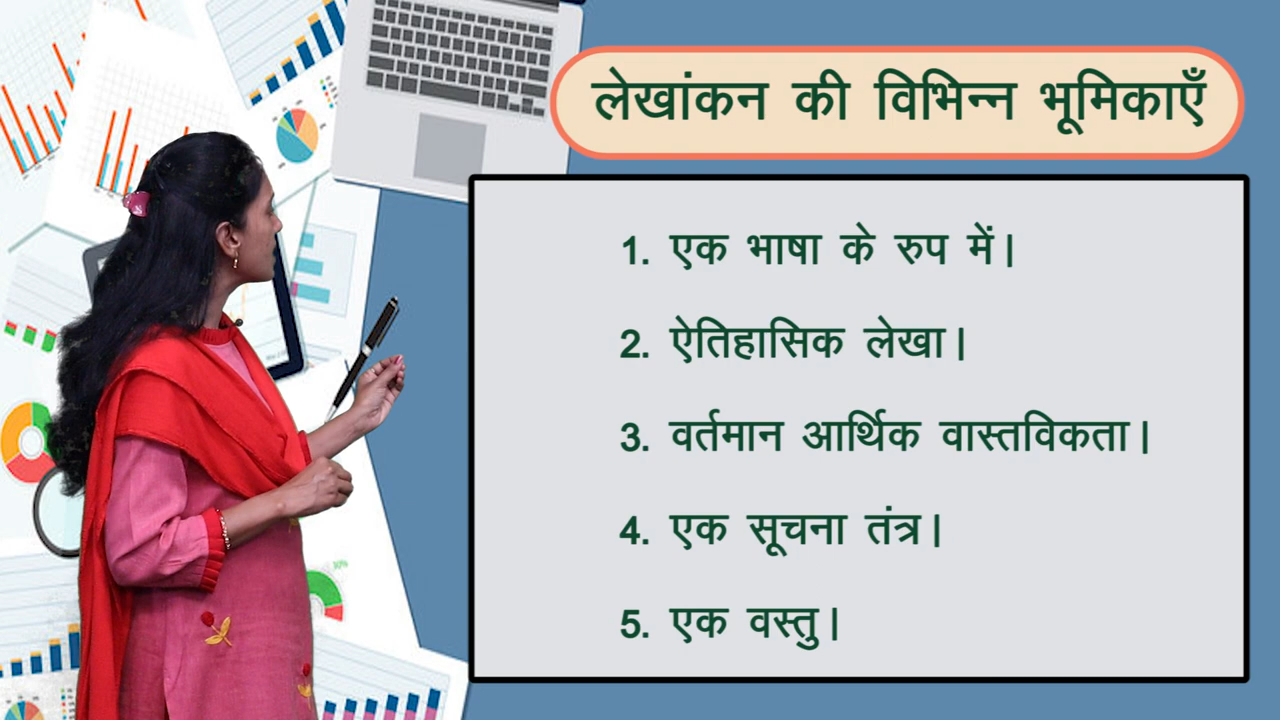 लेखांकन की विभिन्न भूमिकाएँ
1. एक भाषा के रुप में।
2. ऐतिहासिक लेखा।
3. वर्तमान आर्थिक वास्तविकता।
4. एक सूचना तंत्र।
5. एक वस्तु।